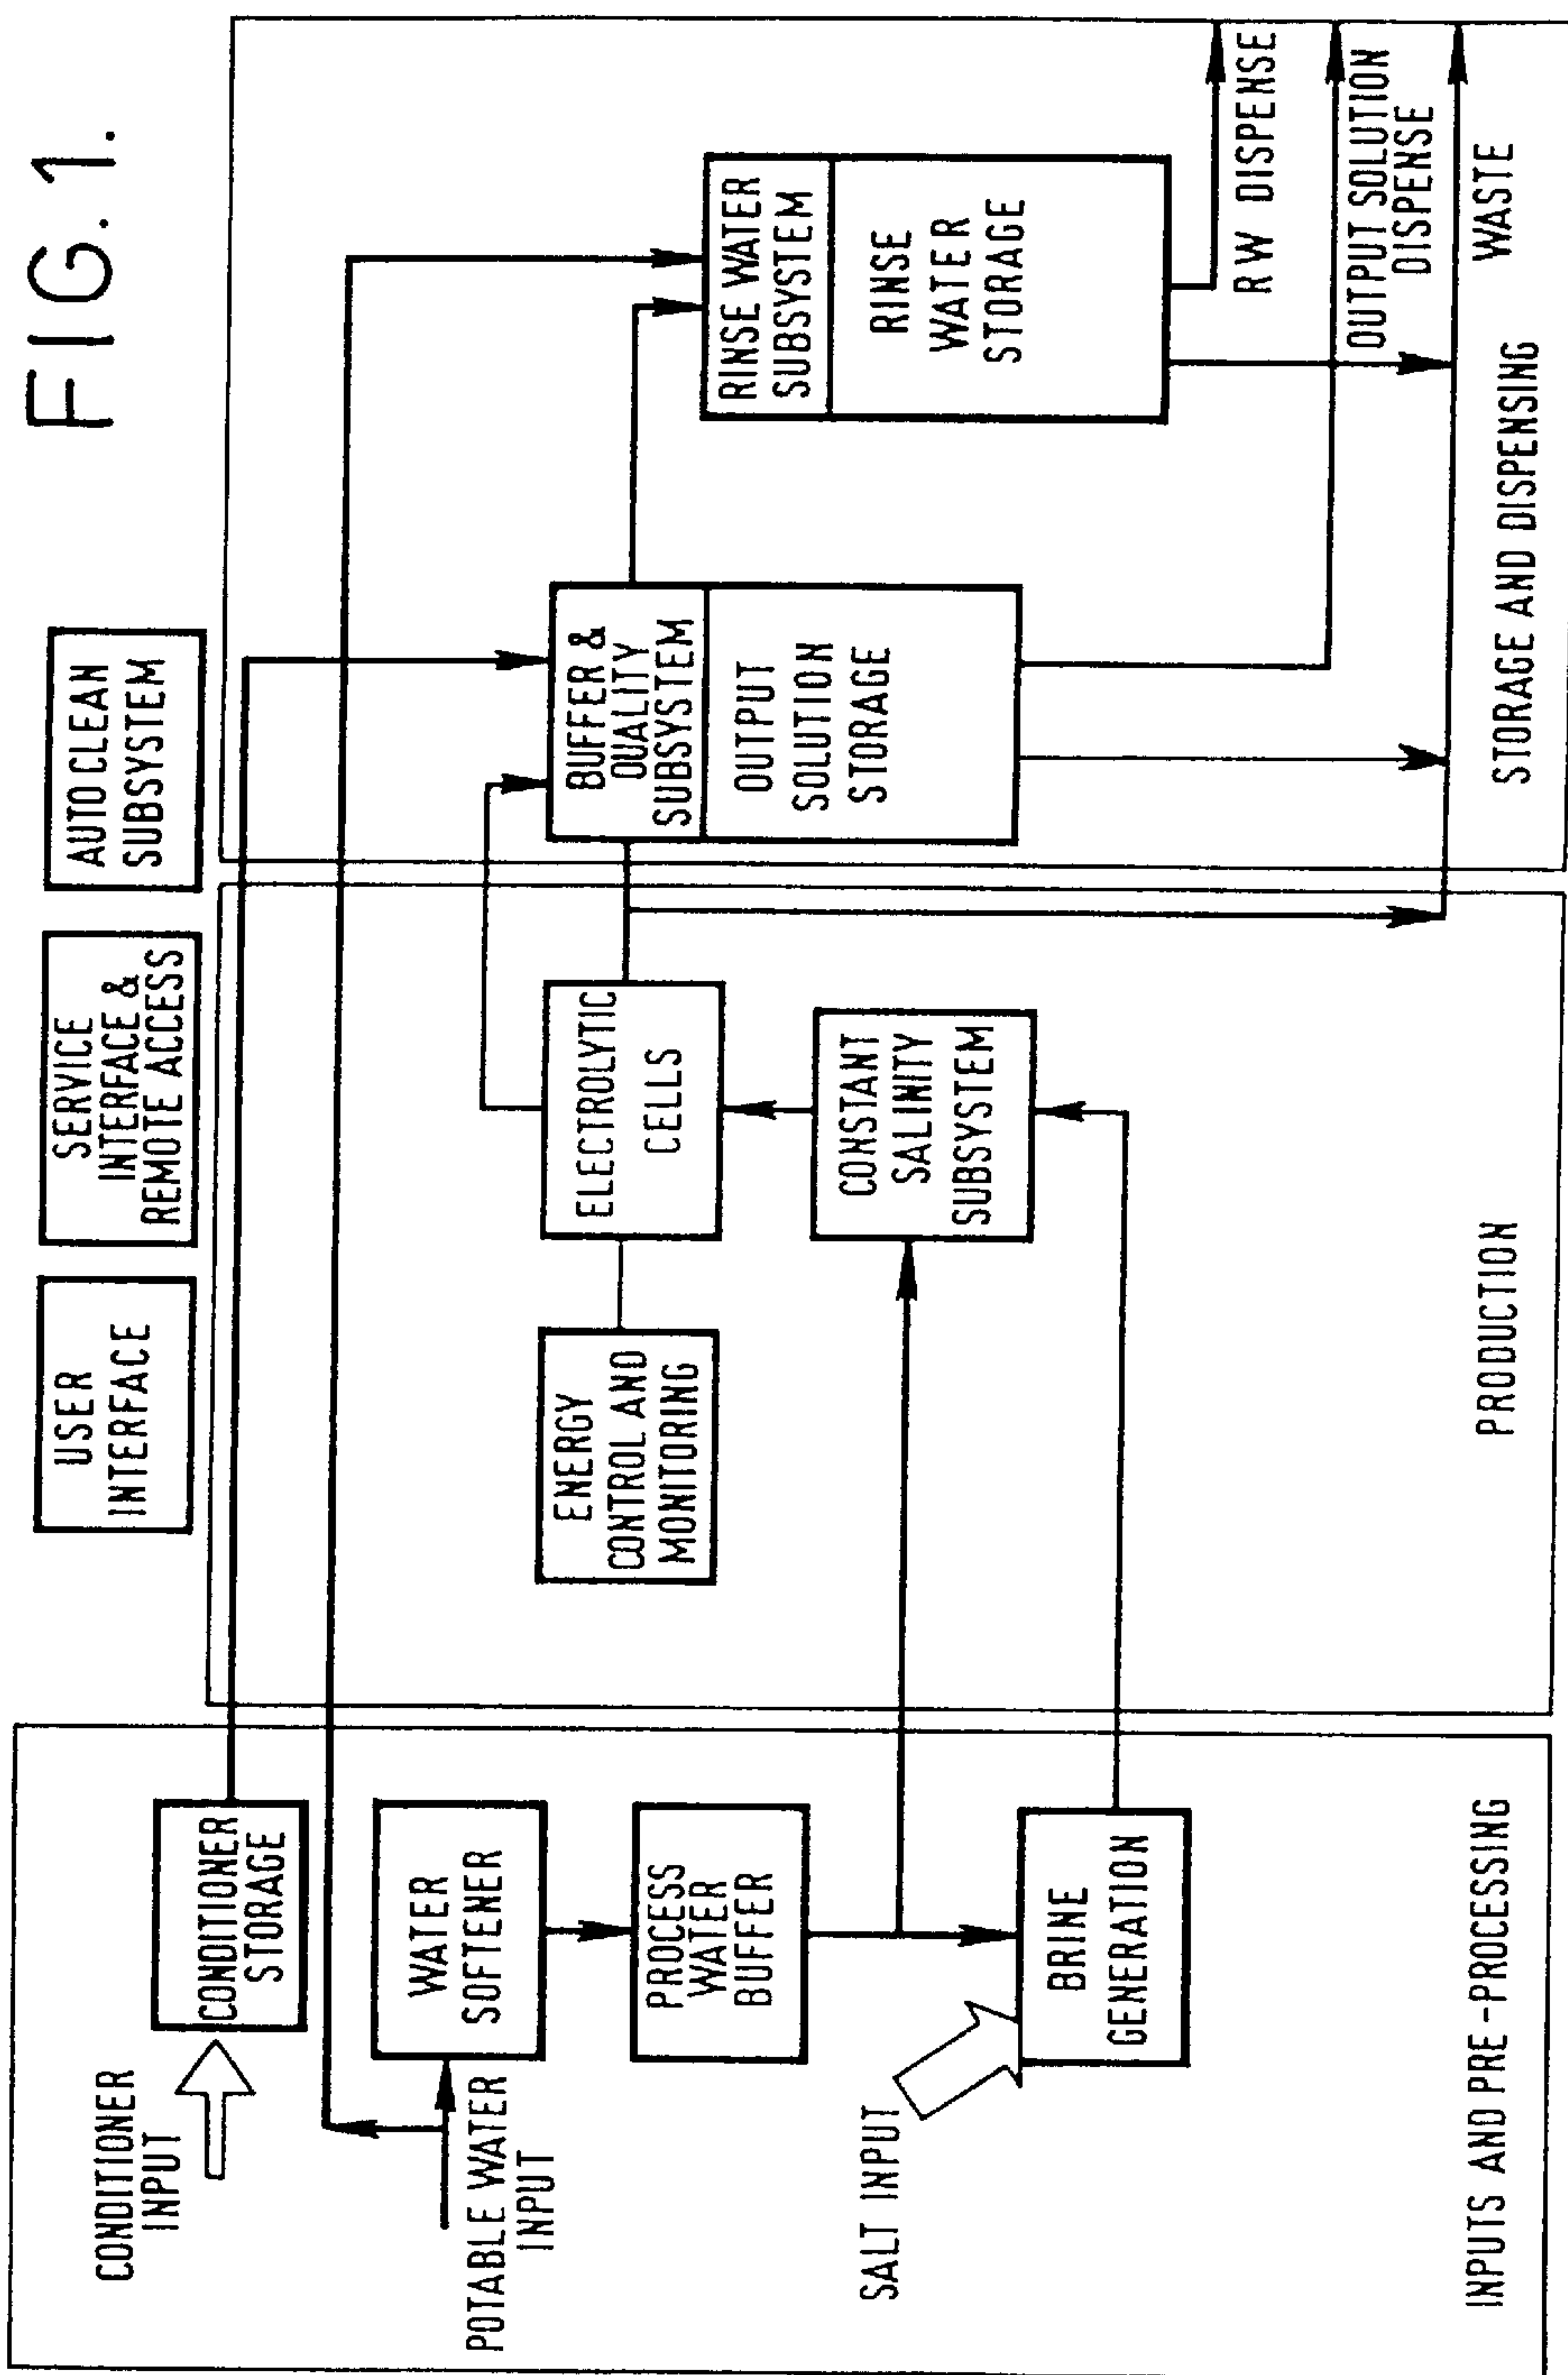 FIG. 1.
USER
INTERFACE
SERVICE
INTERFACE &
REMOTE ACCESS
AUTO CLEAN
SUBSYSTEM
CONDITIONER
INPUT
CONDITIONER
STORAGE
POTABLE WATER
INPUT
WATER
SOFTENER
PROCESS
WATER
BUFFER
SALT INPUT
BRINE
GENERATION
INPUTS AND PRE-PROCESSING
ENERGY
CONTROL AND
MONITORING
ELECTROLYTIC
CELLS
CONSTANT
SALINITY
SUBSYSTEM
PRODUCTION
BUFFER &
QUALITY
SUBSYSTEM
OUTPUT
SOLUTION
STORAGE
RINSE WATER
SUBSYSTEM
RINSE
WATER
STORAGE
RW DISPENSE
OUTPUT SOLUTION
DISPENSE
WASTE
STORAGE AND DISPENSING